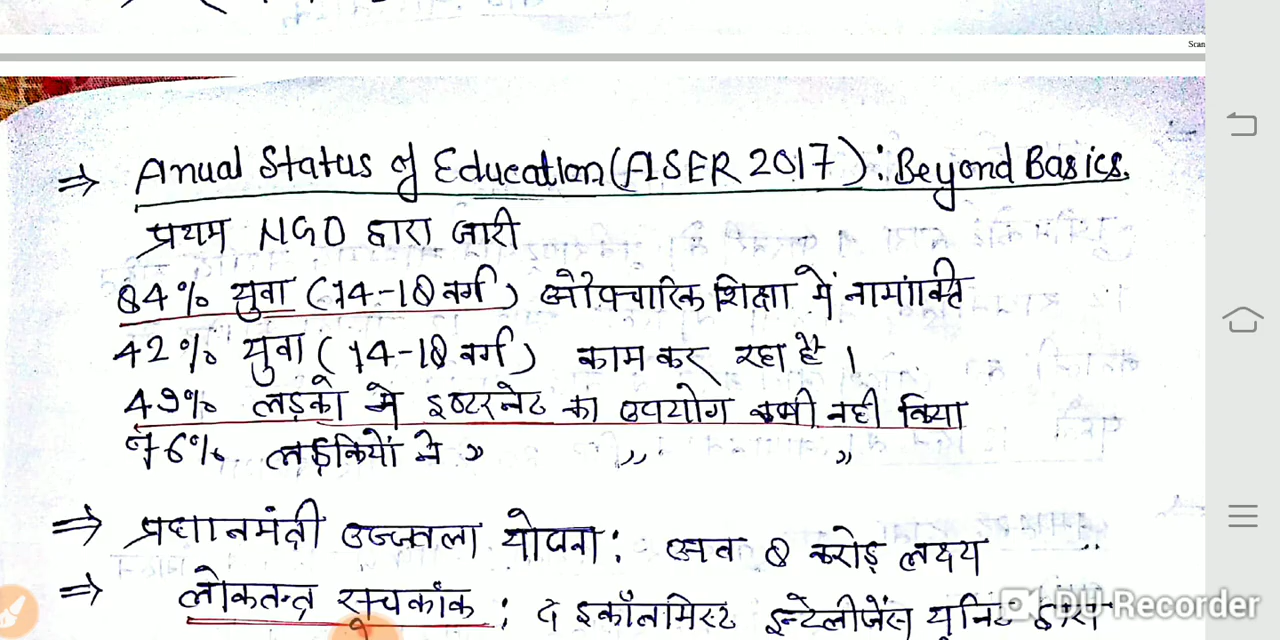 Scan
⇒ Anual Status of Education (ASER 2017) : Beyond Basics.
प्रथम NGO द्वारा जारी
84% युवा (14-18 वर्ग) औपचारिक शिक्षा में नामांकित
42% युवा (14-18 वर्ग) काम कर रहा है ।
49% लड़को ने इण्टरनेट का उपयोग कभी नही किया
76% लड़कियों ने " " "
⇒ प्रधानमंत्री उज्जवला योजना : अब 8 करोड़ लक्ष्य
⇒ लोकतन्त्र सूचकांक : द इकॉनमिस्ट इन्टेलीजेंस यूनिट द्वारा
DU Recorder